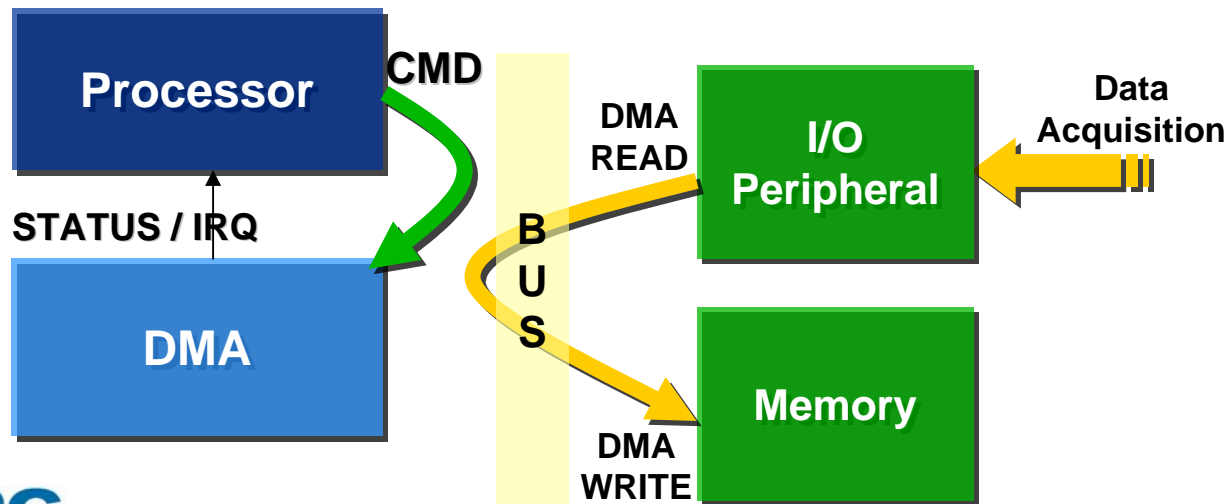 Processor
CMD
STATUS / IRQ
DMA
B
U
S
DMA
READ
I/O
Peripheral
Data
Acquisition
Memory
DMA
WRITE